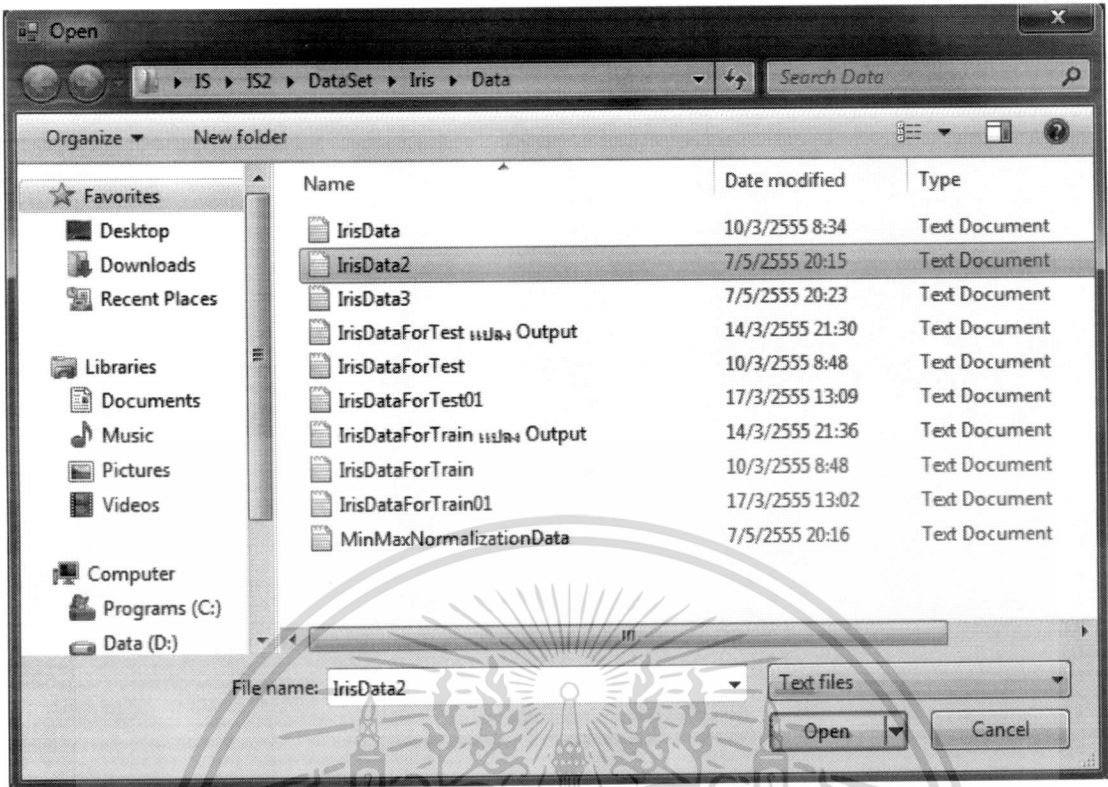 Open
IS ▸ IS2 ▸ DataSet ▸ Iris ▸ Data
Search Data
Organize
New folder
Name
Date modified
Type
Favorites
Desktop
Downloads
Recent Places
Libraries
Documents
Music
Pictures
Videos
Computer
Programs (C:)
Data (D:)
IrisData 10/3/2555 8:34 Text Document
IrisData2 7/5/2555 20:15 Text Document
IrisData3 7/5/2555 20:23 Text Document
IrisDataForTest แปลง Output 14/3/2555 21:30 Text Document
IrisDataForTest 10/3/2555 8:48 Text Document
IrisDataForTest01 17/3/2555 13:09 Text Document
IrisDataForTrain แปลง Output 14/3/2555 21:36 Text Document
IrisDataForTrain 10/3/2555 8:48 Text Document
IrisDataForTrain01 17/3/2555 13:02 Text Document
MinMaxNormalizationData 7/5/2555 20:16 Text Document
File name: IrisData2
Text files
Open
Cancel